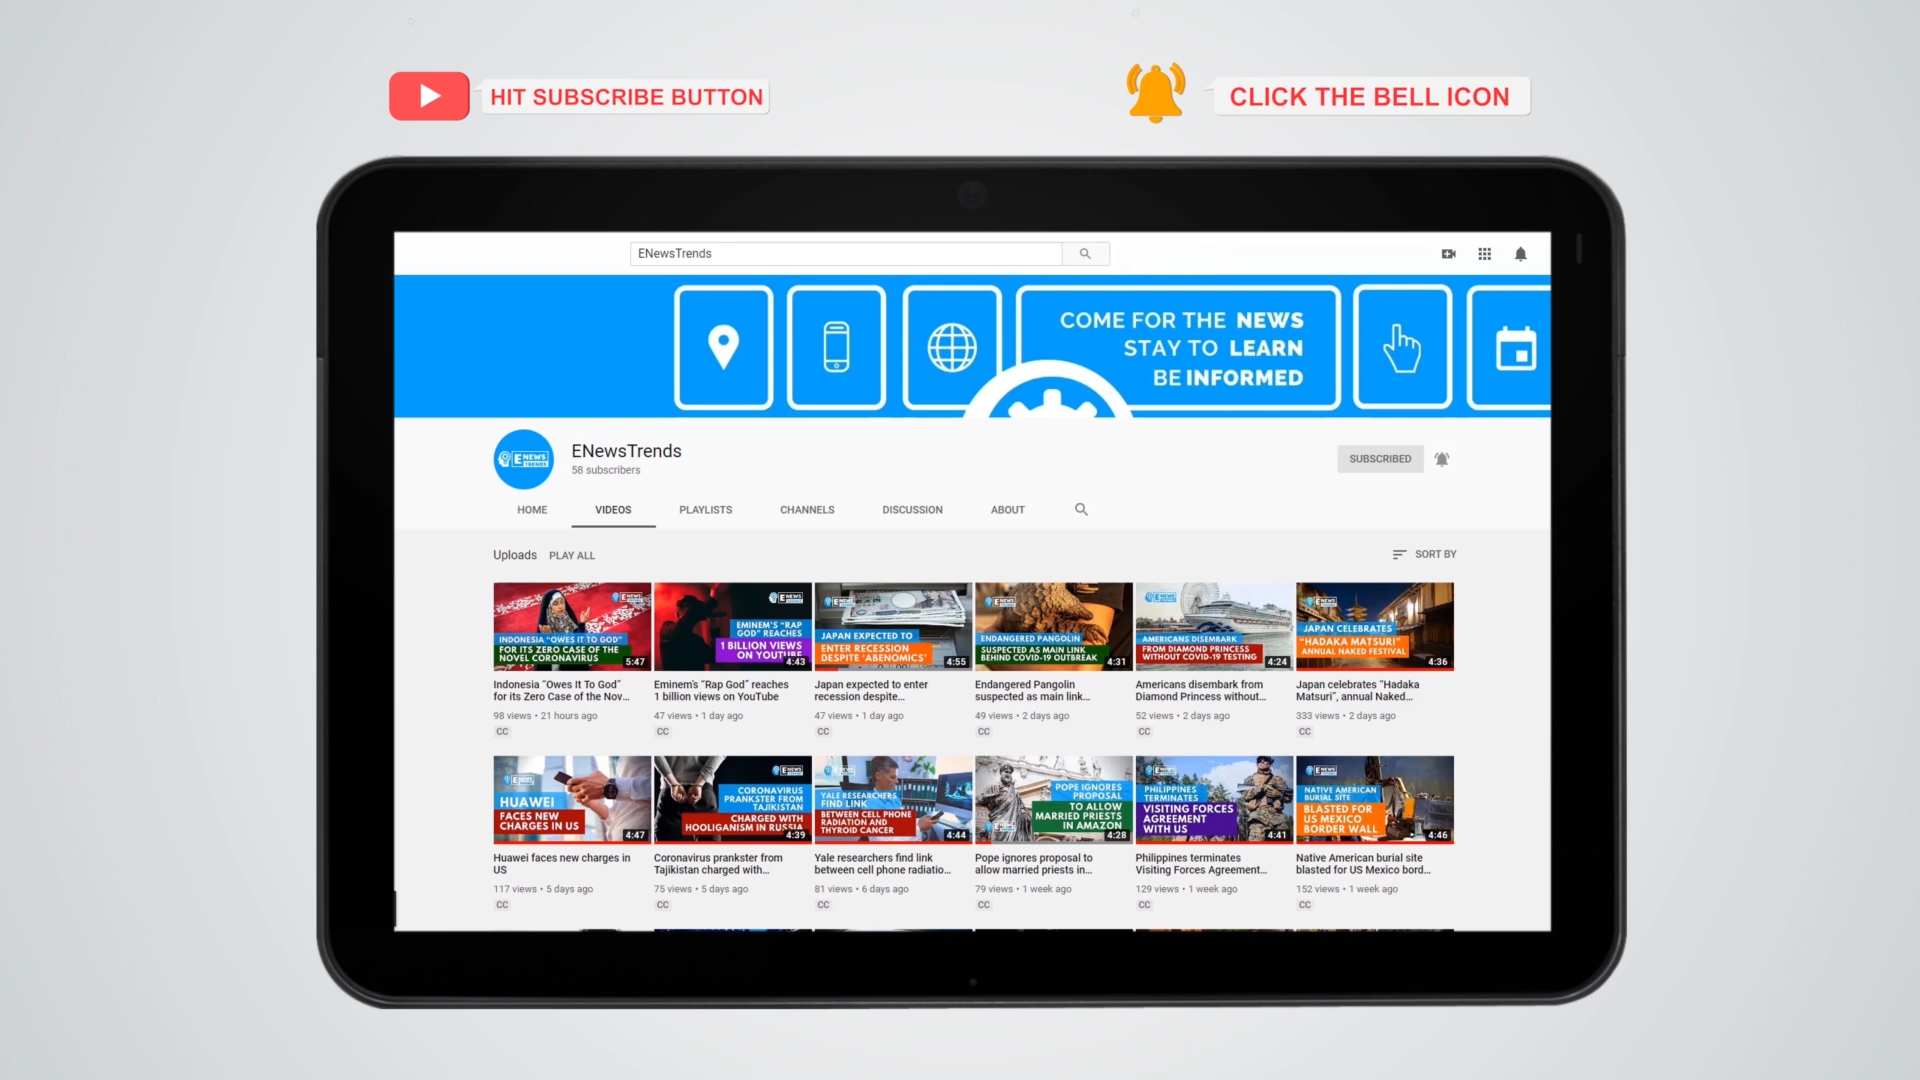 HIT SUBSCRIBE BUTTON
CLICK THE BELL ICON
ENewsTrends
COME FOR THE NEWS
STAY TO LEARN
BE INFORMED
E NEWS
TRENDS
ENewsTrends
58 subscribers
SUBSCRIBED
HOME VIDEOS PLAYLISTS CHANNELS DISCUSSION ABOUT
Uploads PLAY ALL
SORT BY
INDONESIA "OWES IT TO GOD"
FOR ITS ZERO CASE OF THE
NOVEL CORONAVIRUS
5:47
Indonesia "Owes It To God"
for its Zero Case of the Nov...
98 views • 21 hours ago
CC
EMINEM'S "RAP
GOD" REACHES
1 BILLION VIEWS
ON YOUTUBE
4:43
Eminem's "Rap God" reaches
1 billion views on YouTube
47 views • 1 day ago
CC
JAPAN EXPECTED TO
ENTER RECESSION
DESPITE 'ABENOMICS'
4:55
Japan expected to enter
recession despite...
47 views • 1 day ago
CC
ENDANGERED PANGOLIN
SUSPECTED AS MAIN LINK
BEHIND COVID-19 OUTBREAK
4:31
Endangered Pangolin
suspected as main link...
49 views • 2 days ago
CC
AMERICANS DISEMBARK
FROM DIAMOND PRINCESS
WITHOUT COVID-19 TESTING
4:24
Americans disembark from
Diamond Princess without...
52 views • 2 days ago
CC
JAPAN CELEBRATES
"HADAKA MATSURI"
ANNUAL NAKED FESTIVAL
4:36
Japan celebrates "Hadaka
Matsuri", annual Naked...
333 views • 2 days ago
CC
HUAWEI
FACES NEW
CHARGES IN US
4:47
Huawei faces new charges in
US
117 views • 5 days ago
CC
CORONAVIRUS
PRANKSTER FROM
TAJIKISTAN
CHARGED WITH
HOOLIGANISM IN RUSSIA
4:39
Coronavirus prankster from
Tajikistan charged with...
75 views • 5 days ago
CC
YALE RESEARCHERS
FIND LINK
BETWEEN CELL PHONE
RADIATION AND
THYROID CANCER
4:44
Yale researchers find link
between cell phone radiatio...
81 views • 6 days ago
CC
POPE IGNORES
PROPOSAL
TO ALLOW
MARRIED PRIESTS
IN AMAZON
4:28
Pope ignores proposal to
allow married priests in...
79 views • 1 week ago
CC
PHILIPPINES
TERMINATES
VISITING FORCES
AGREEMENT
WITH US
4:41
Philippines terminates
Visiting Forces Agreement...
129 views • 1 week ago
CC
NATIVE AMERICAN
BURIAL SITE
BLASTED FOR
US MEXICO
BORDER WALL
4:46
Native American burial site
blasted for US Mexico bord...
152 views • 1 week ago
CC